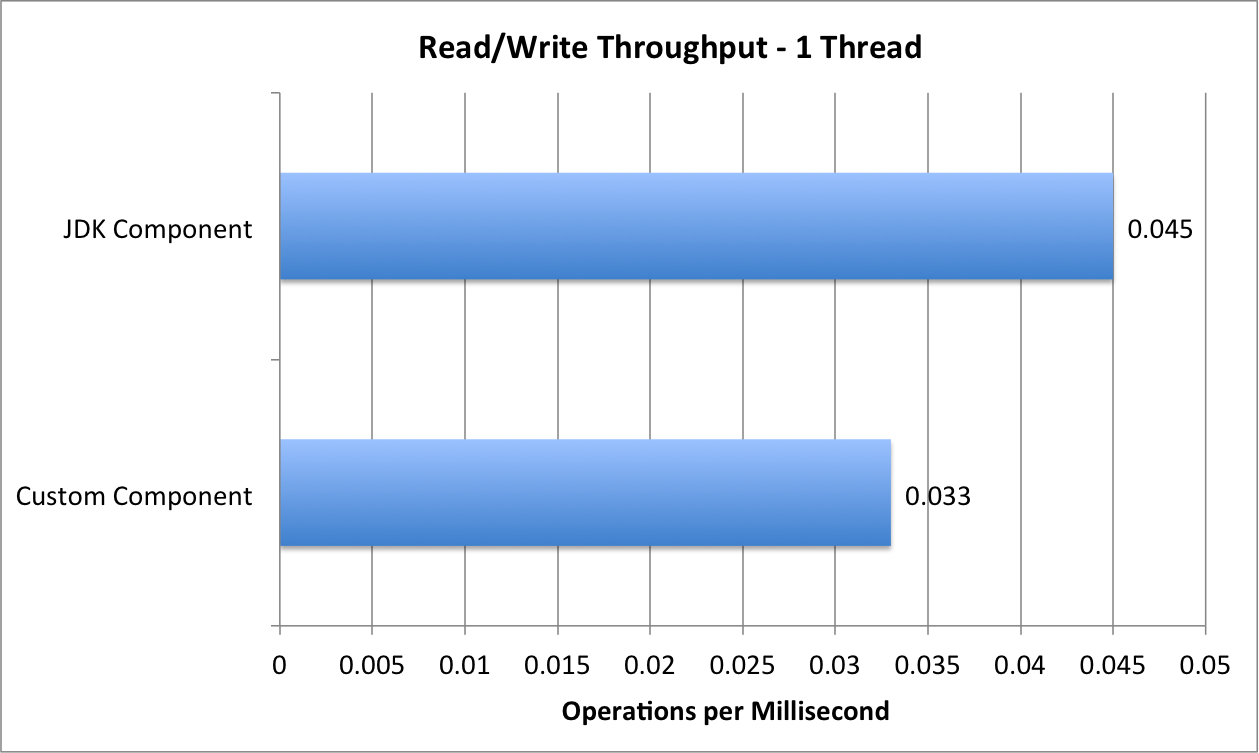 Read/Write Throughput - 1 Thread
JDK Component
0.045
Custom Component
0.033
0 0.005 0.01 0.015 0.02 0.025 0.03 0.035 0.04 0.045 0.05
Operations per Millisecond